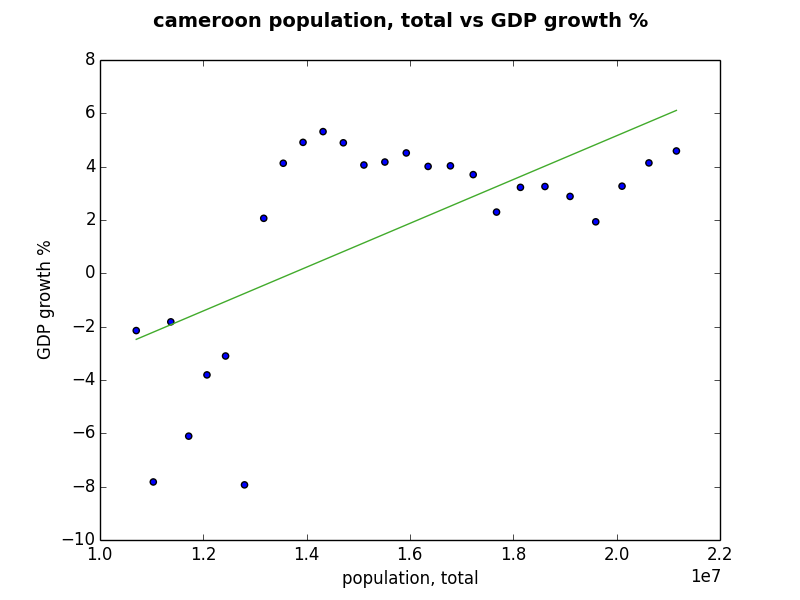 cameroon population, total vs GDP growth %
8
6
4
2
0
−2
−4
−6
−8
−10
GDP growth %
1.0 1.2 1.4 1.6 1.8 2.0 2.2
1e7
population, total